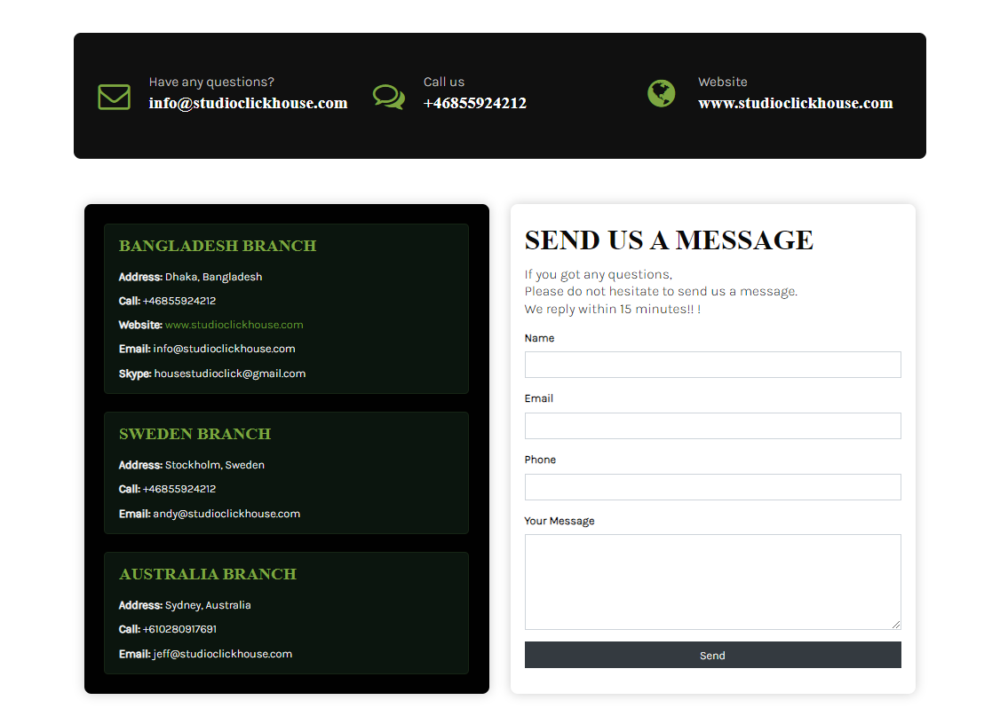 Have any questions?
info@studioclickhouse.com
Call us
+46855924212
Website
www.studioclickhouse.com
BANGLADESH BRANCH
Address: Dhaka, Bangladesh
Call: +46855924212
Website: www.studioclickhouse.com
Email: info@studioclickhouse.com
Skype: housestudioclick@gmail.com
SWEDEN BRANCH
Address: Stockholm, Sweden
Call: +46855924212
Email: andy@studioclickhouse.com
AUSTRALIA BRANCH
Address: Sydney, Australia
Call: +610280917691
Email: jeff@studioclickhouse.com
SEND US A MESSAGE
If you got any questions,
Please do not hesitate to send us a message.
We reply within 15 minutes!! !
Name
Email
Phone
Your Message
Send